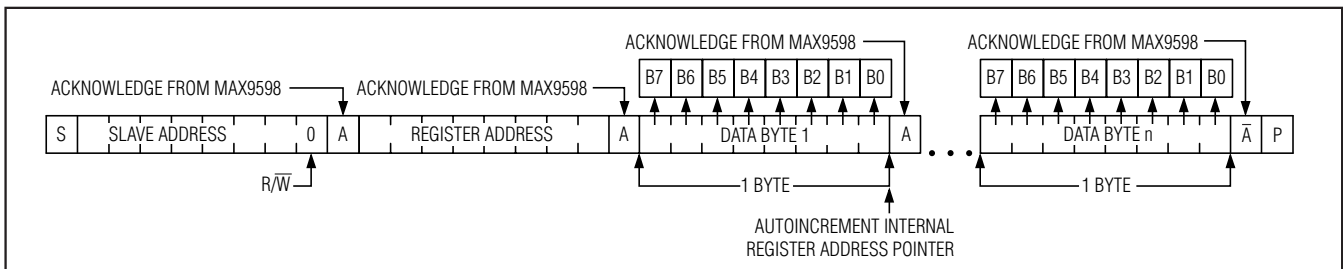 ACKNOWLEDGE FROM MAX9598 ACKNOWLEDGE FROM MAX9598
B7 B6 B5 B4 B3 B2 B1 B0 B7 B6 B5 B4 B3 B2 B1 B0
ACKNOWLEDGE FROM MAX9598 ACKNOWLEDGE FROM MAX9598
S SLAVE ADDRESS 0 A REGISTER ADDRESS A DATA BYTE 1 A • • • DATA BYTE n A̅ P
R/W̅ 1 BYTE 1 BYTE
AUTOINCREMENT INTERNAL
REGISTER ADDRESS POINTER